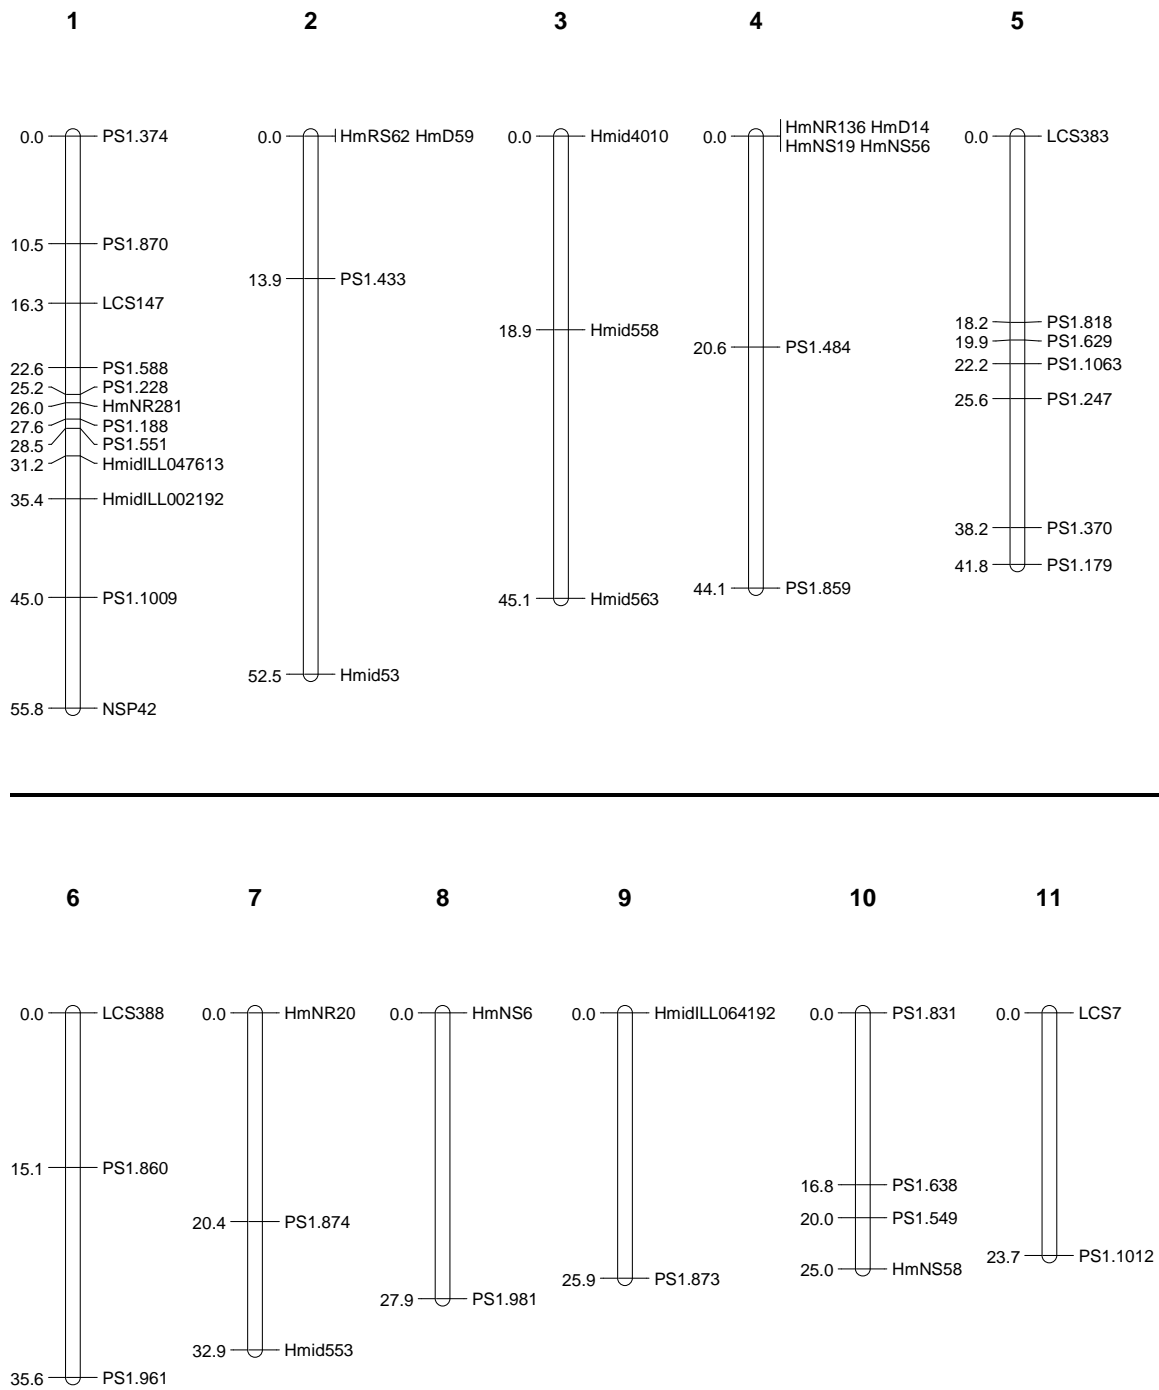 1 2 3 4 5
0.0 PS1.374
10.5 PS1.870
16.3 LCS147
22.6 PS1.588
25.2 PS1.228
26.0 HmNR281
27.6 PS1.188
28.5 PS1.551
31.2 HmidILL047613
35.4 HmidILL002192
45.0 PS1.1009
55.8 NSP42
0.0 HmRS62 HmD59
13.9 PS1.433
52.5 Hmid53
0.0 Hmid4010
18.9 Hmid558
45.1 Hmid563
HmNR136 HmD14
0.0 HmNS19 HmNS56
20.6 PS1.484
44.1 PS1.859
0.0 LCS383
18.2 PS1.818
19.9 PS1.629
22.2 PS1.1063
25.6 PS1.247
38.2 PS1.370
41.8 PS1.179
6 7 8 9 10 11
0.0 LCS388
15.1 PS1.860
35.6 PS1.961
0.0 HmNR20
20.4 PS1.874
32.9 Hmid553
0.0 HmNS6
27.9 PS1.981
0.0 HmidILL064192
25.9 PS1.873
0.0 PS1.831
16.8 PS1.638
20.0 PS1.549
25.0 HmNS58
0.0 LCS7
23.7 PS1.1012